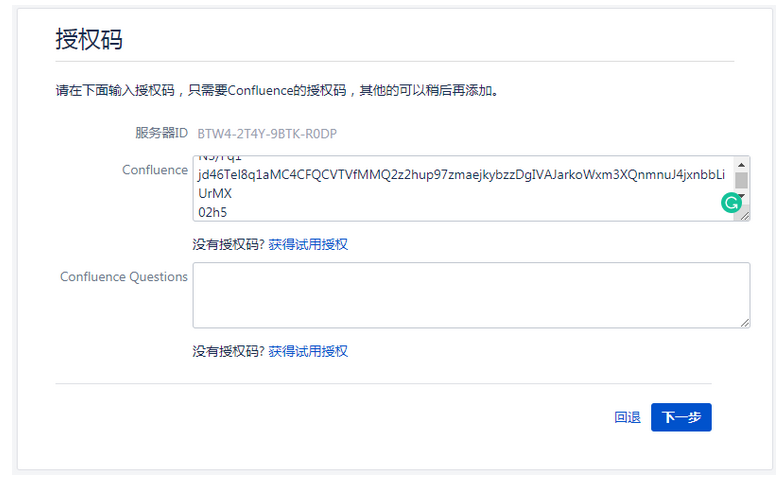 授权码
请在下面输入授权码，只需要Confluence的授权码，其他的可以稍后再添加。
服务器ID BTW4-2T4Y-9BTK-R0DP
Confluence
jd46TeI8q1aMC4CFQCVTVfMMQ2z2hup97zmaejkybzzDgIVAJarkoWxm3XQnmnuJ4jxnbbLi
UrMX
02h5
没有授权码? 获得试用授权
Confluence Questions
没有授权码? 获得试用授权
回退 下一步